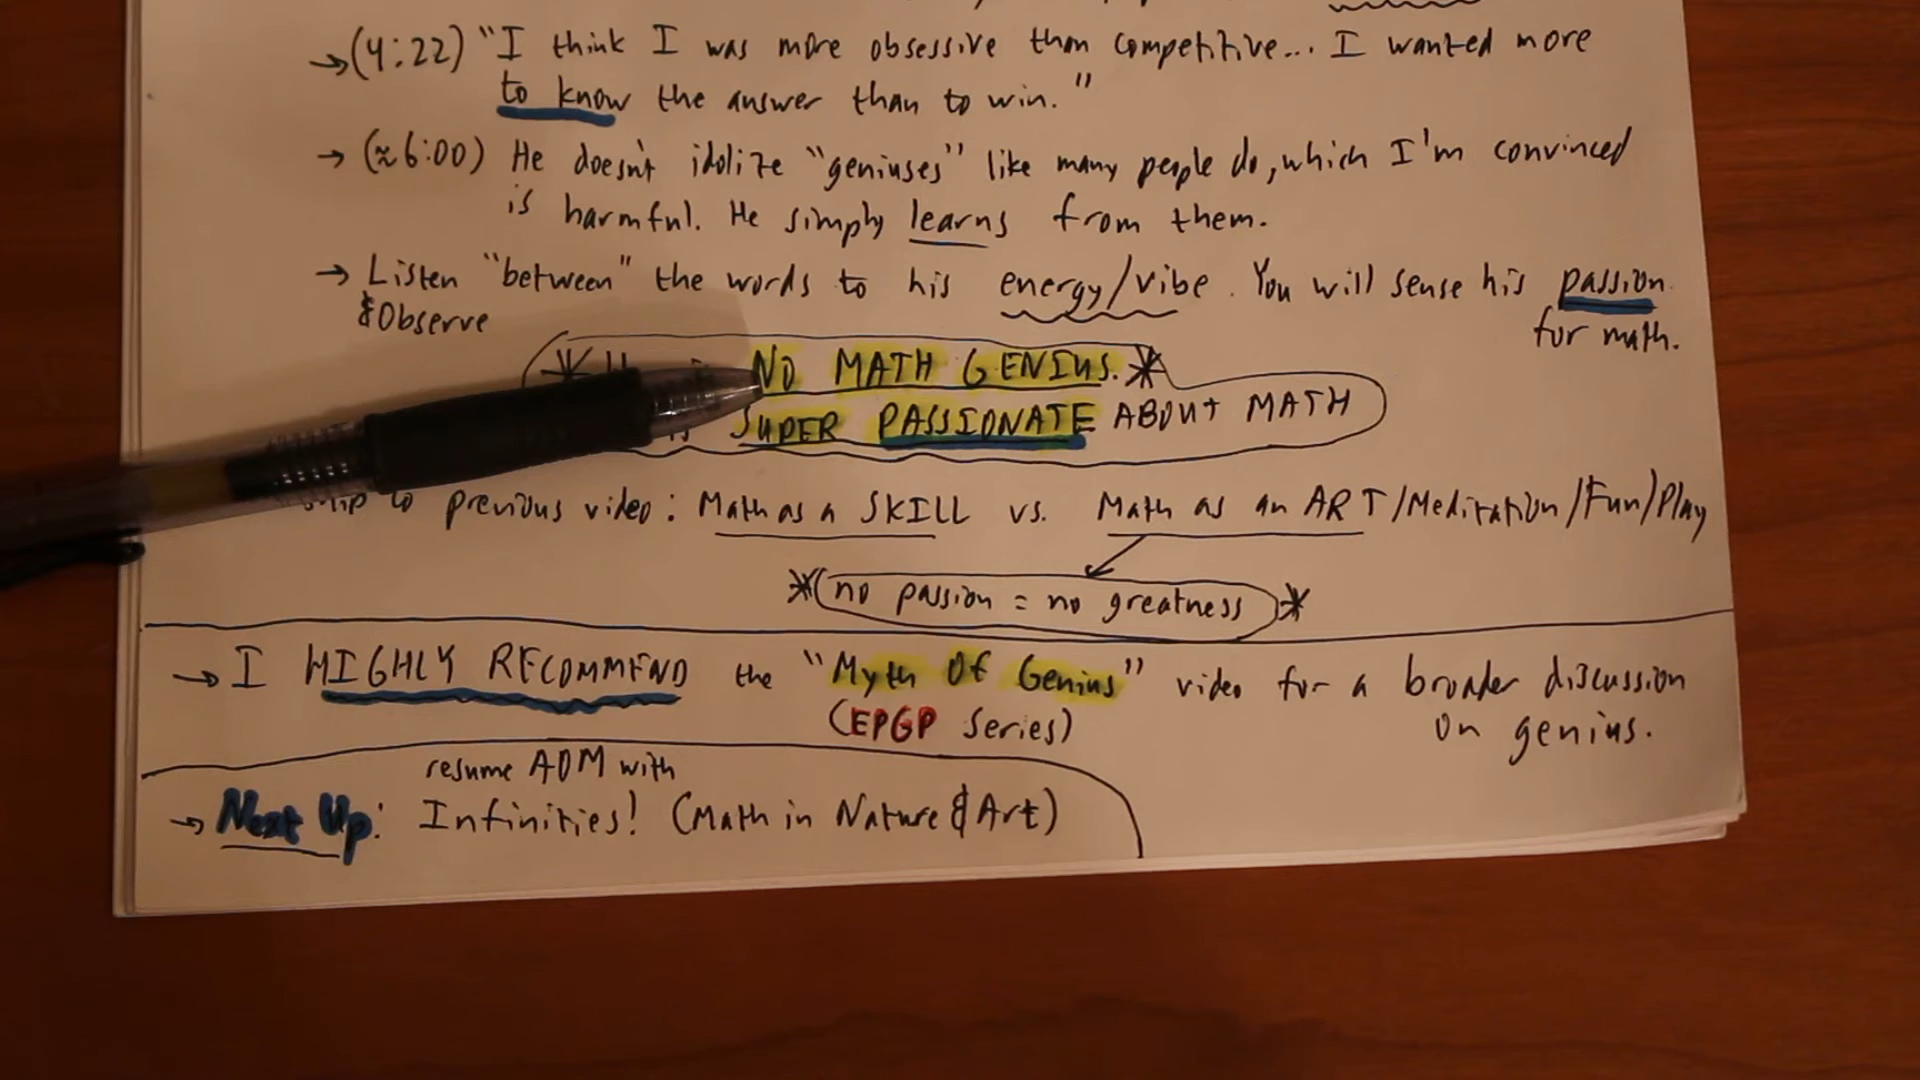 →(4:22) "I think I was more obsessive than competitive... I wanted more
to know the answer than to win."
→ (≈6:00) He doesn't idolize "geniuses" like many people do, which I'm convinced
is harmful. He simply learns from them.
→ Listen "between" the words to his energy/vibe. You will sense his passion
&Observe
for math.
* NO MATH GENIUS.*
SUPER PASSIONATE ABOUT MATH
to previous video: Math as a SKILL vs. Math as an ART/Meditation/Fun/Play
*(no passion = no greatness)*
→ I HIGHLY RECOMMEND the "Myth Of Genius" video for a broader discussion
(EPGP Series) on genius.
resume AOM with
→ Next Up: Infinities! (Math in Nature & Art)